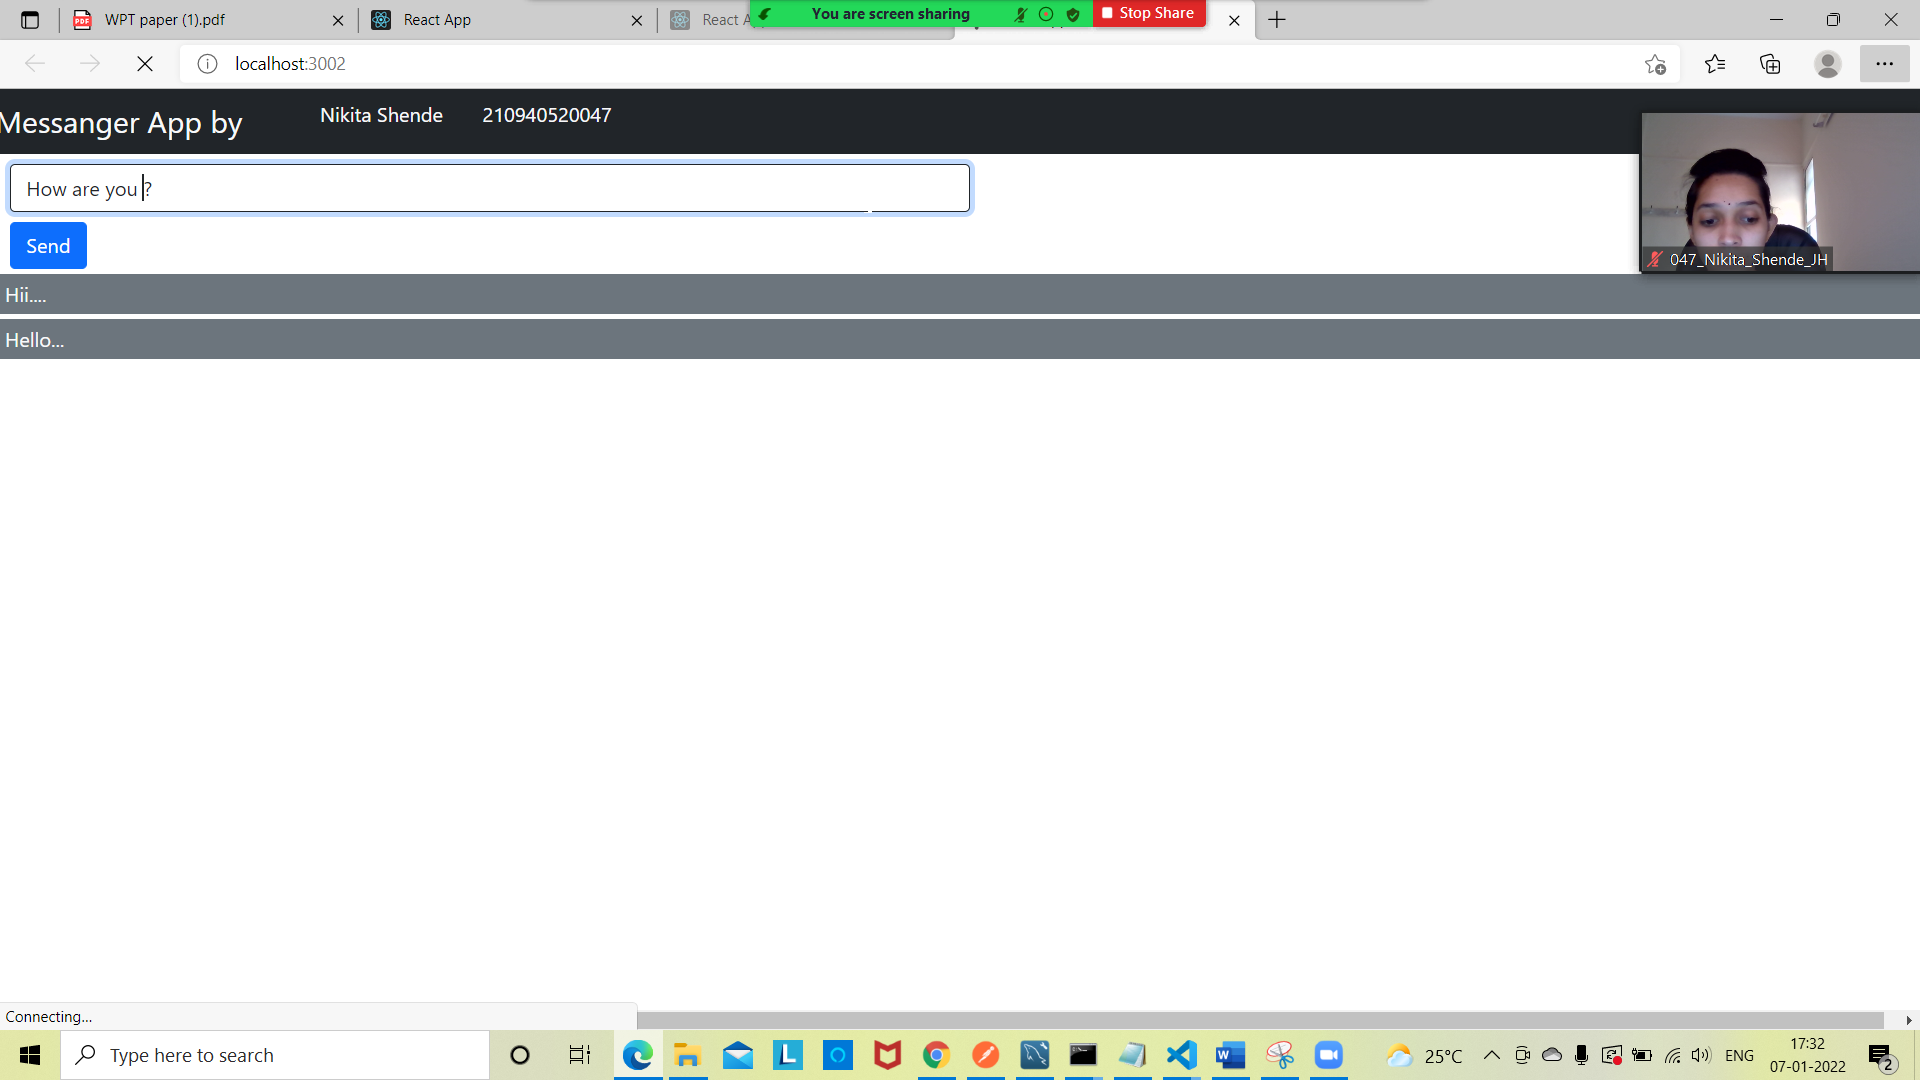 WPT paper (1).pdf
React App
React A
You are screen sharing
Stop Share
localhost:3002
Messanger App by
Nikita Shende
210940520047
How are you ?
Send
047_Nikita_Shende_JH
Hii....
Hello...
Connecting...
Type here to search
25°C
ENG
17:32
07-01-2022
2